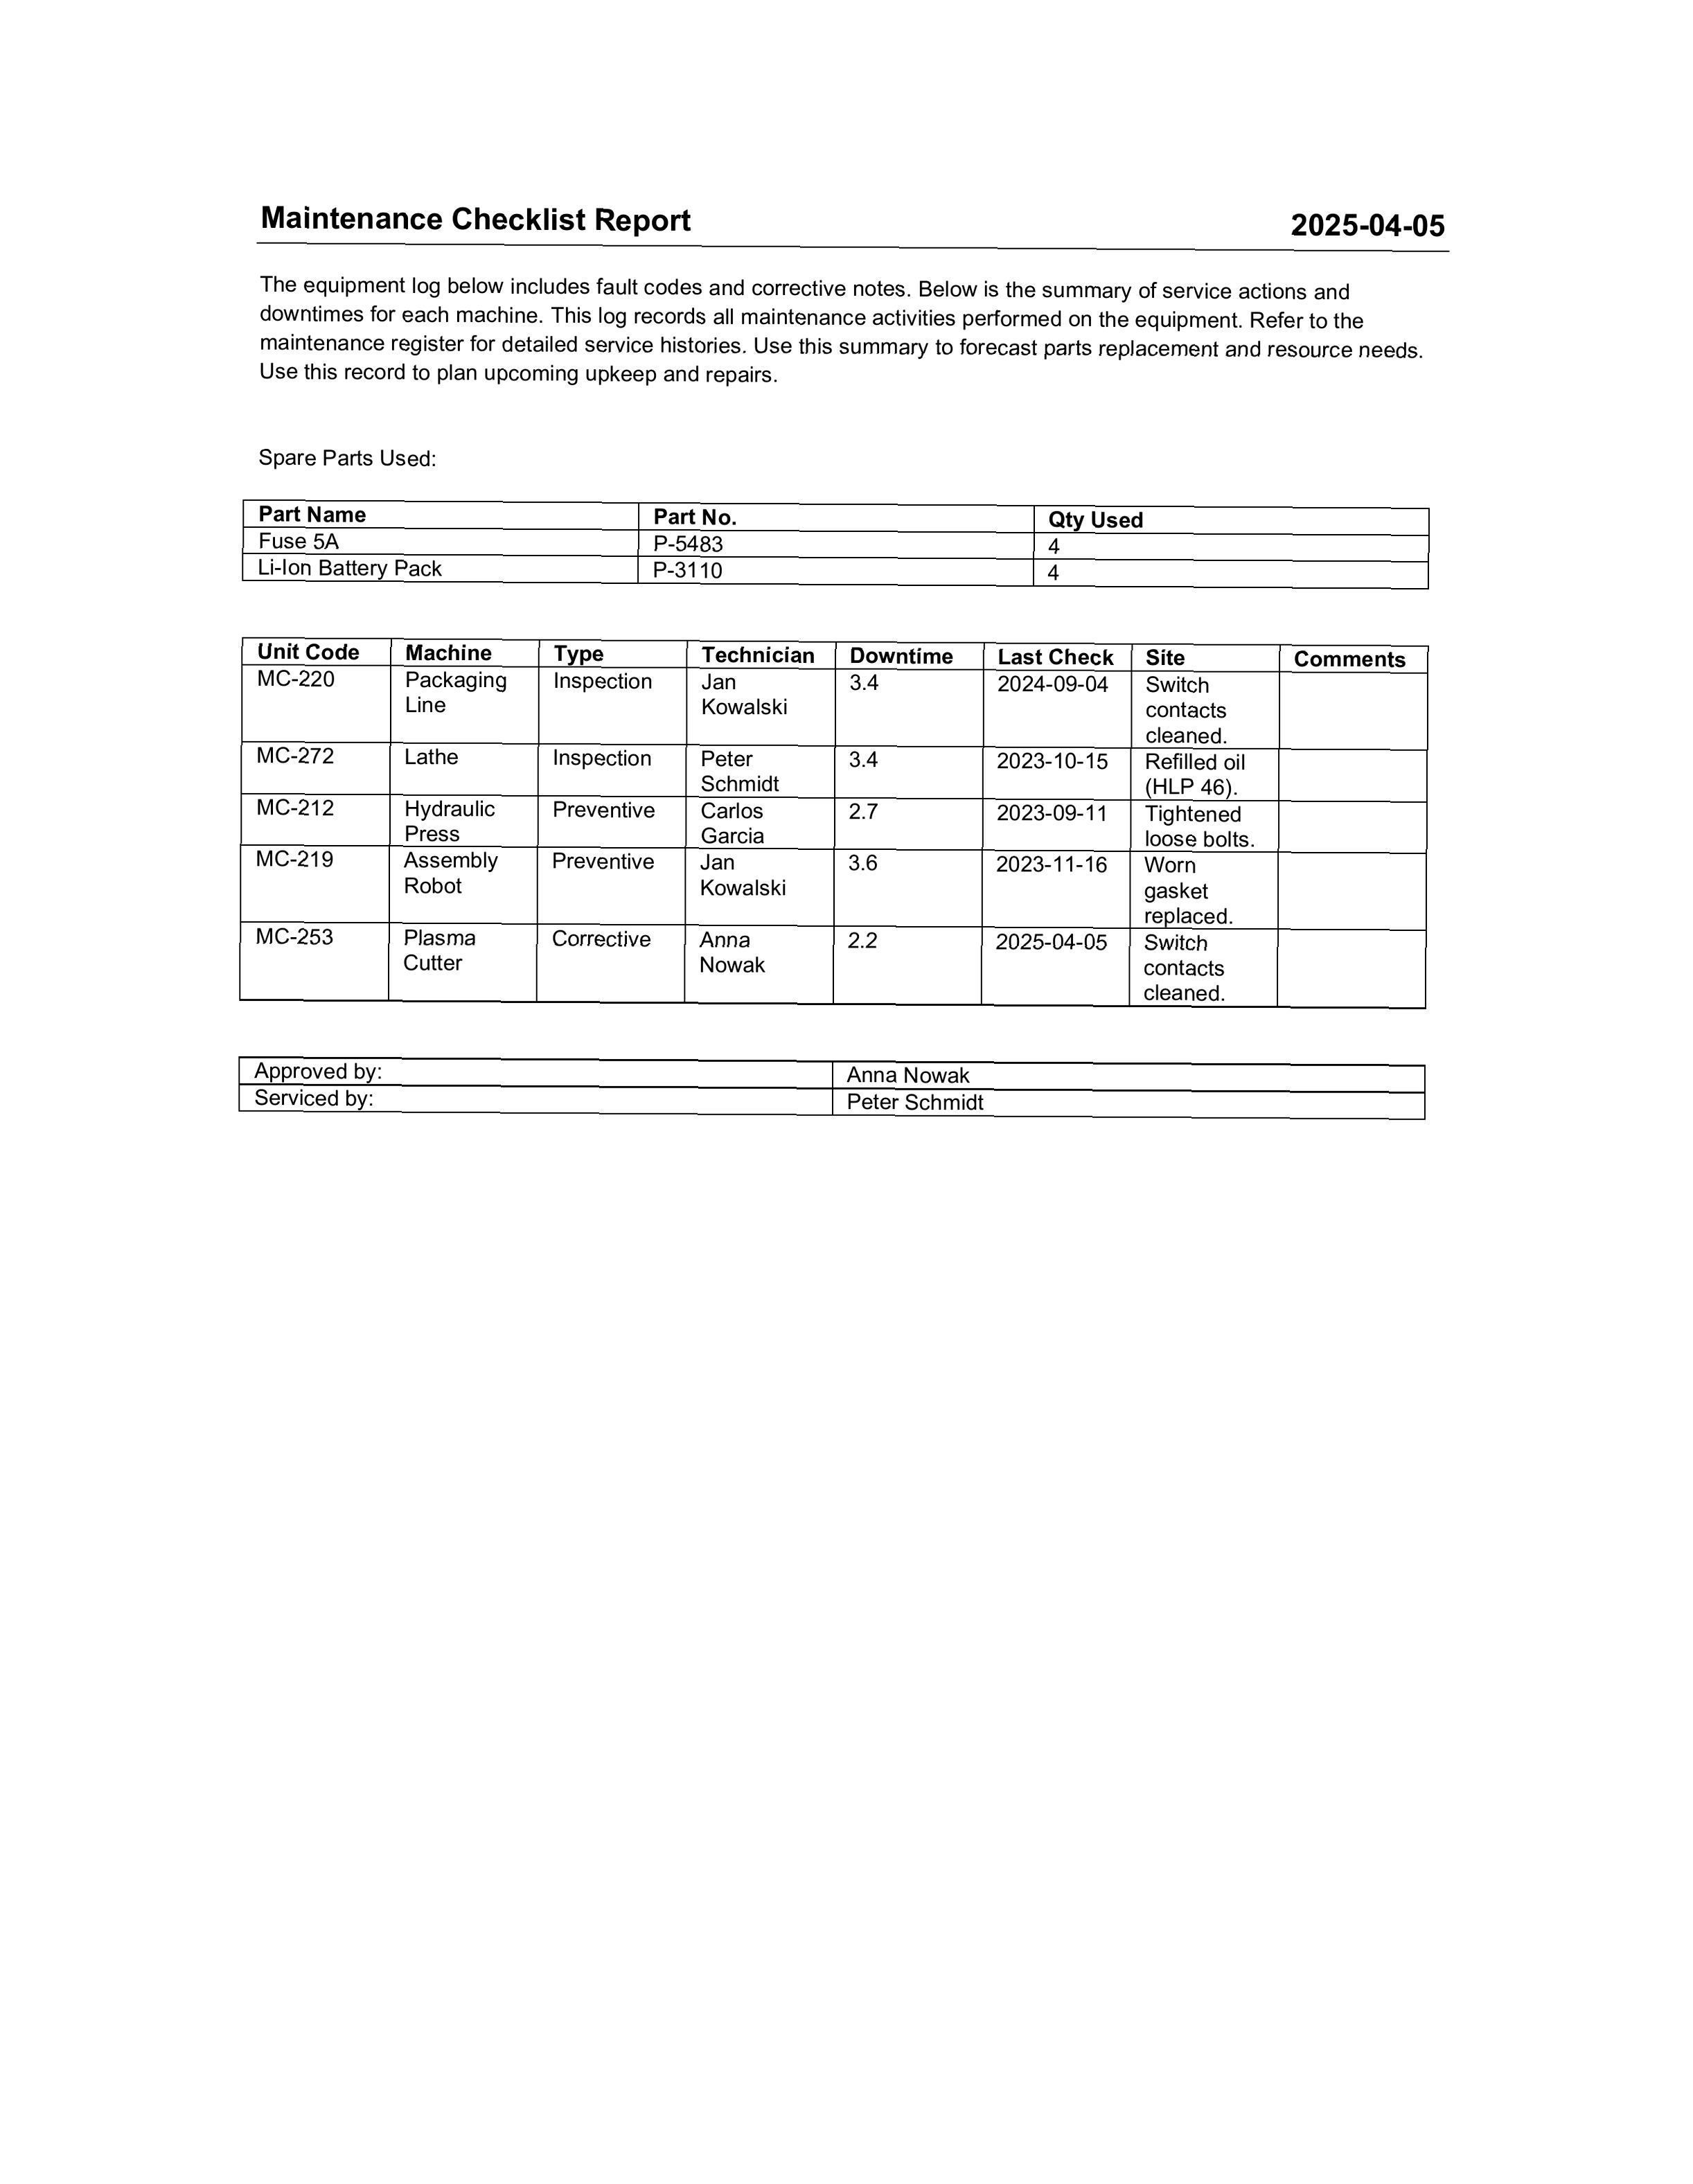 Maintenance Checklist Report 2025-04-05
The equipment log below includes fault codes and corrective notes. Below is the summary of service actions and
downtimes for each machine. This log records all maintenance activities performed on the equipment. Refer to the
maintenance register for detailed service histories. Use this summary to forecast parts replacement and resource needs.
Use this record to plan upcoming upkeep and repairs.
Spare Parts Used:
Part Name Part No. Qty Used
Fuse 5A P-5483 4
Li-Ion Battery Pack P-3110 4
Unit Code Machine Type Technician Downtime Last Check Site Comments
MC-220 Packaging Inspection Jan 3.4 2024-09-04 Switch
Line Kowalski contacts
cleaned.
MC-272 Lathe Inspection Peter 3.4 2023-10-15 Refilled oil
Schmidt (HLP 46).
MC-212 Hydraulic Preventive Carlos 2.7 2023-09-11 Tightened
Press Garcia loose bolts.
MC-219 Assembly Preventive Jan 3.6 2023-11-16 Worn
Robot Kowalski gasket
replaced.
MC-253 Plasma Corrective Anna 2.2 2025-04-05 Switch
Cutter Nowak contacts
cleaned.
Approved by: Anna Nowak
Serviced by: Peter Schmidt